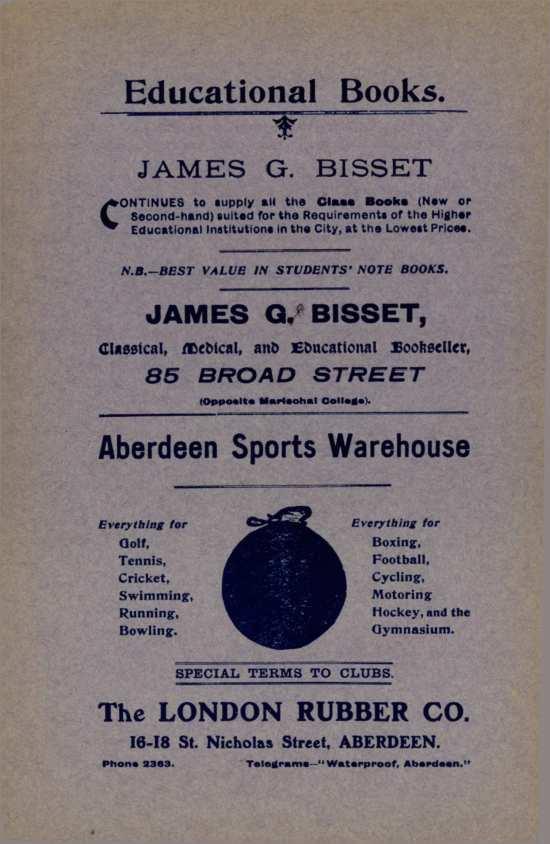 Educational Books.
JAMES G. BISSET
CONTINUES to supply all the Class Books (New or
Second-hand) suited for the Requirements of the Higher
Educational Institutions in the City, at the Lowest Prices.
N.B.—BEST VALUE IN STUDENTS' NOTE BOOKS.
JAMES G. BISSET,
Classical, Medical, and Educational Bookseller,
85 BROAD STREET
(Opposite Marischal College).
Aberdeen Sports Warehouse
Everything for
Golf,
Tennis,
Cricket,
Swimming,
Running,
Bowling.
Everything for
Boxing,
Football,
Cycling,
Motoring
Hockey, and the
Gymnasium.
SPECIAL TERMS TO CLUBS.
The LONDON RUBBER CO.
16-18 St. Nicholas Street, ABERDEEN.
Phone 2363. Telegrams—"Waterproof, Aberdeen."